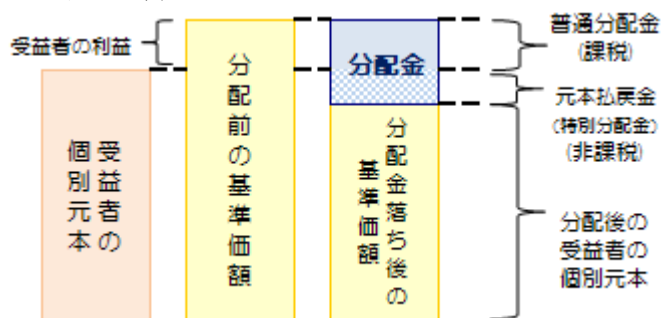 受益者の利益
受益者の
個別元本
分配前の基準価額
分配金
分配金落ち後の
基準価額
普通分配金
(課税)
元本払戻金
(特別分配金)
(非課税)
分配後の
受益者の
個別元本